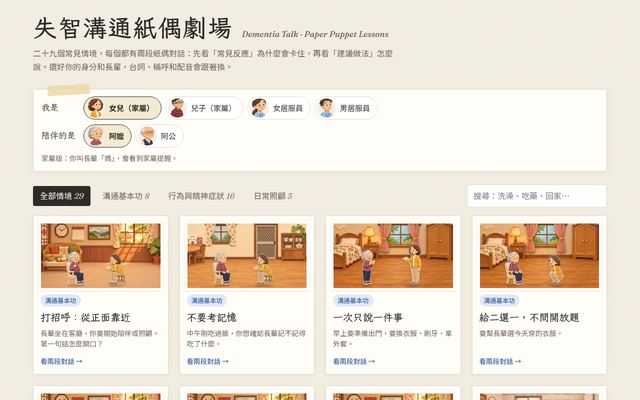 失智溝通紙偶劇場 Dementia Talk · Paper Puppet Lessons
二十九個常見情境，每個都有兩段紙偶對話：先看「常見反應」為什麼會卡住，再看「建議做法」怎麼
說。選好你的身分和長輩，台詞、稱呼和配音會跟著換。
我是 女兒（家屬） 兒子（家屬） 女居服員 男居服員
陪伴的是 阿嬤 阿公
家屬版：你叫長輩「媽」，會看到家屬提醒。
全部情境 29 溝通基本功 8 行為與精神症狀 16 日常照顧 5 搜尋：洗澡、吃藥、回家…
溝通基本功
打招呼：從正面靠近
長輩坐在客廳，你要開始陪伴或照顧。
第一句話怎麼開口？
看兩段對話 →
溝通基本功
不要考記憶
中午剛吃過飯，你想確認長輩記不記得
吃了什麼。
看兩段對話 →
溝通基本功
一次只說一件事
早上要準備出門，要換衣服、刷牙、拿
外套。
看兩段對話 →
溝通基本功
給二選一，不問開放題
要幫長輩選今天穿的衣服。
看兩段對話 →